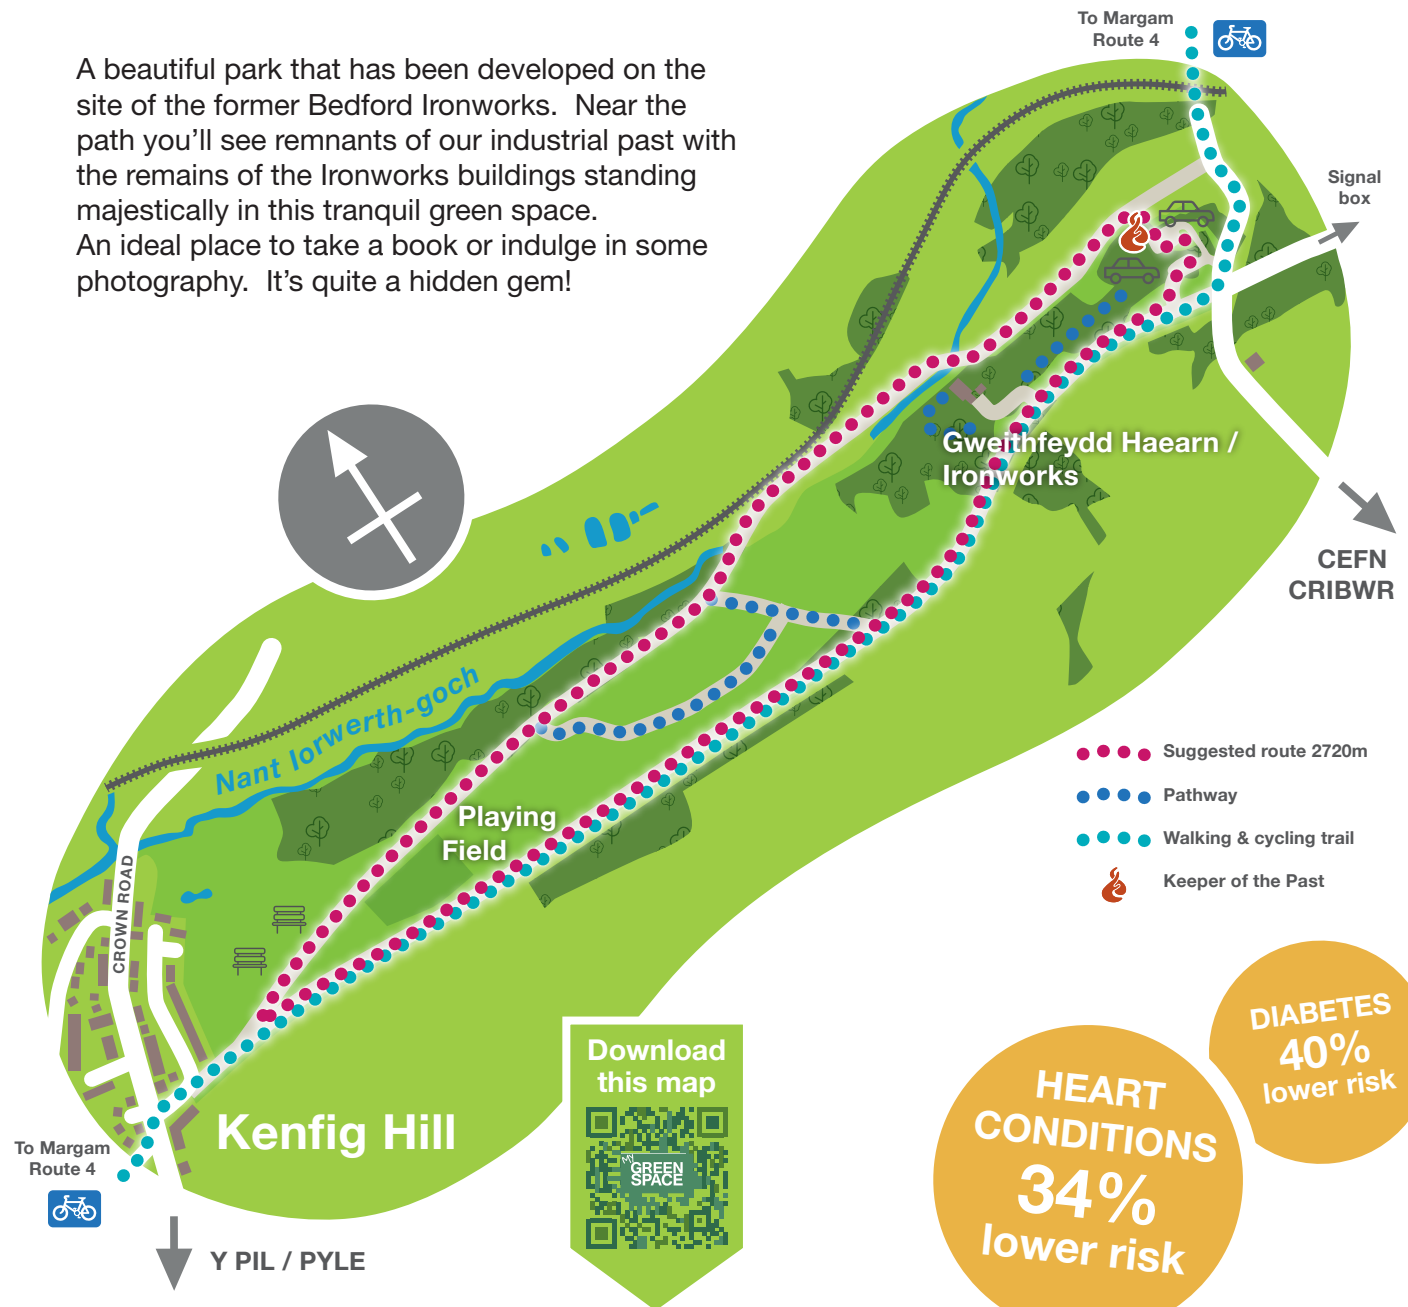 A beautiful park that has been developed on the
site of the former Bedford Ironworks.  Near the
path you'll see remnants of our industrial past with
the remains of the Ironworks buildings standing
majestically in this tranquil green space.
An ideal place to take a book or indulge in some
photography.  It's quite a hidden gem!
To Margam
Route 4
Signal
box
Gweithfeydd Haearn /
Ironworks
CEFN
CRIBWR
Nant Iorwerth-goch
Suggested route 2720m
Pathway
Walking & cycling trail
Keeper of the Past
Playing
Field
CROWN ROAD
Kenfig Hill
To Margam
Route 4
Y PIL / PYLE
Download
this map
MY
GREEN
SPACE
HEART
CONDITIONS
34%
lower risk
DIABETES
40%
lower risk